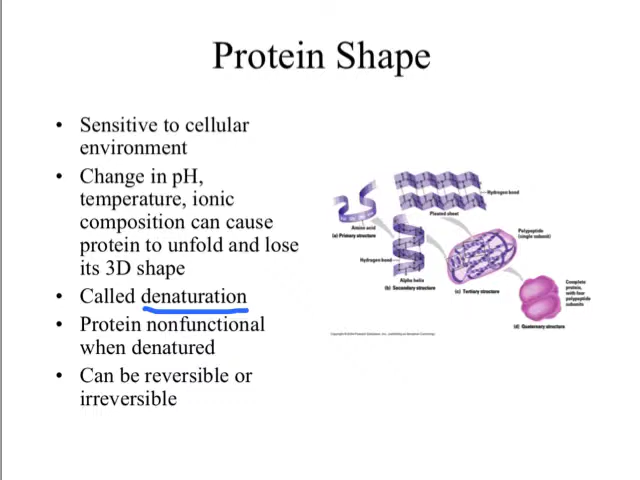 Protein Shape
• Sensitive to cellular
environment
• Change in pH,
temperature, ionic
composition can cause
protein to unfold and lose
its 3D shape
• Called denaturation
• Protein nonfunctional
when denatured
• Can be reversible or
irreversible
Hydrogen bond
Pleated sheet
Amino acid
(a) Primary structure
Hydrogen bond
Alpha helix
(b) Secondary structure
Polypeptide
(single subunit)
(c) Tertiary structure
Complete
protein, with
four polypeptide
subunits
(d) Quaternary structure